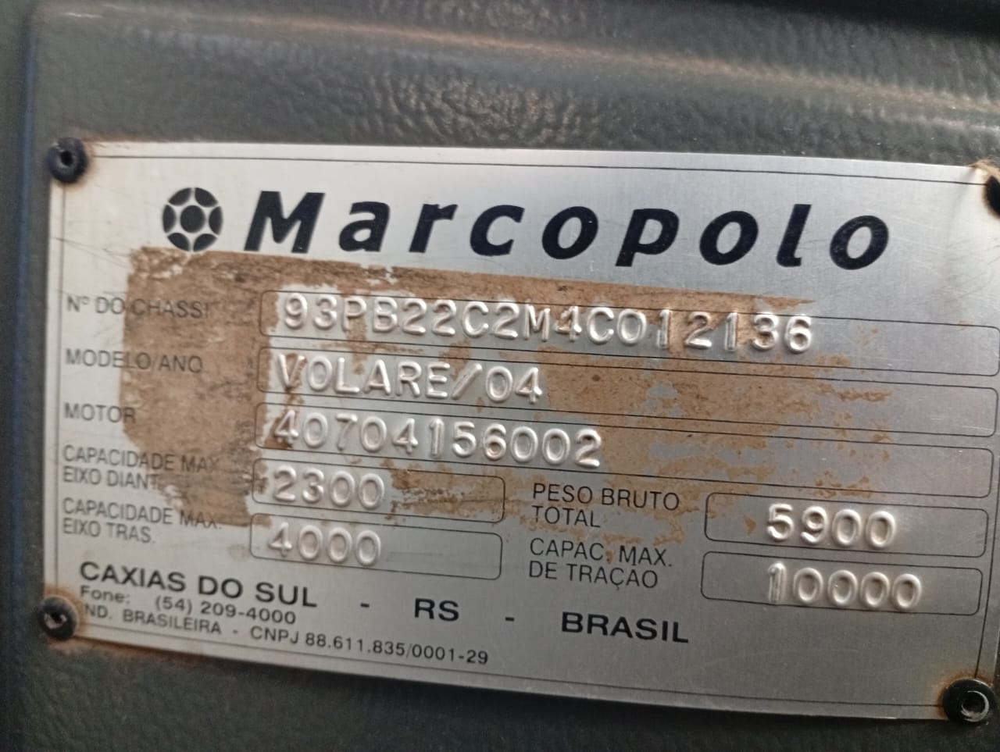 Marcopolo
Nº DO CHASSI 93PB22C2M4C012136
MODELO/ANO VOLARE/04
MOTOR 40704156002
CAPACIDADE MAX. EIXO DIANT. 2300
PESO BRUTO TOTAL 5900
CAPACIDADE MAX. EIXO TRAS. 4000
CAPAC. MAX. DE TRAÇAO 10000
CAXIAS DO SUL - RS - BRASIL
Fone: (54) 209-4000
IND. BRASILEIRA - CNPJ 88.611.835/0001-29